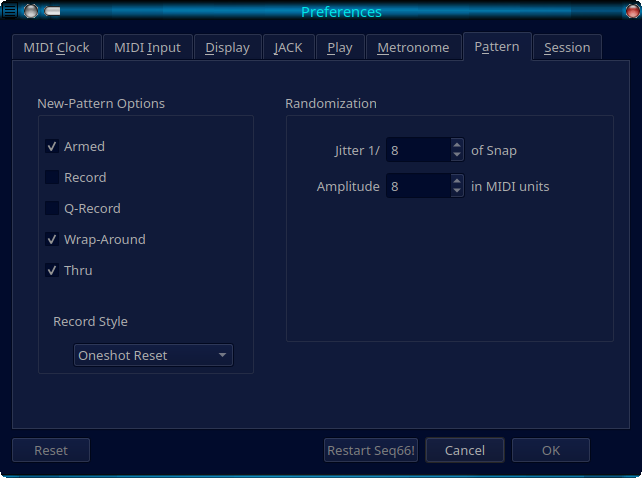 Preferences
MIDI Clock MIDI Input Display JACK Play Metronome Pattern Session
New-Pattern Options Randomization
Armed Jitter 1/ 8 of Snap
Record Amplitude 8 in MIDI units
Q-Record
Wrap-Around
Thru
Record Style
Oneshot Reset
Reset Restart Seq66! Cancel OK